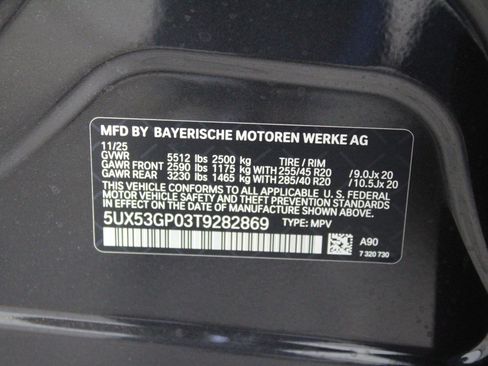 MFD BY BAYERISCHE MOTOREN WERKE AG
11/25
GVWR 5512 lbs 2500 kg TIRE / RIM
GAWR FRONT 2590 lbs 1175 kg WITH 255/45 R20 /9.0Jx 20
GAWR REAR 3230 lbs 1465 kg WITH 285/40 R20 /10.5Jx 20
THIS VEHICLE CONFORMS TO ALL APPLICABLE U. S. FEDERAL
MOTOR VEHICLE SAFETY AND THEFT PREVENTION STANDARDS
IN EFFECT ON THE DATE OF MANUFACTURE SHOWN ABOVE.
5UX53GP03T9282869 TYPE: MPV
A90
7 320 730